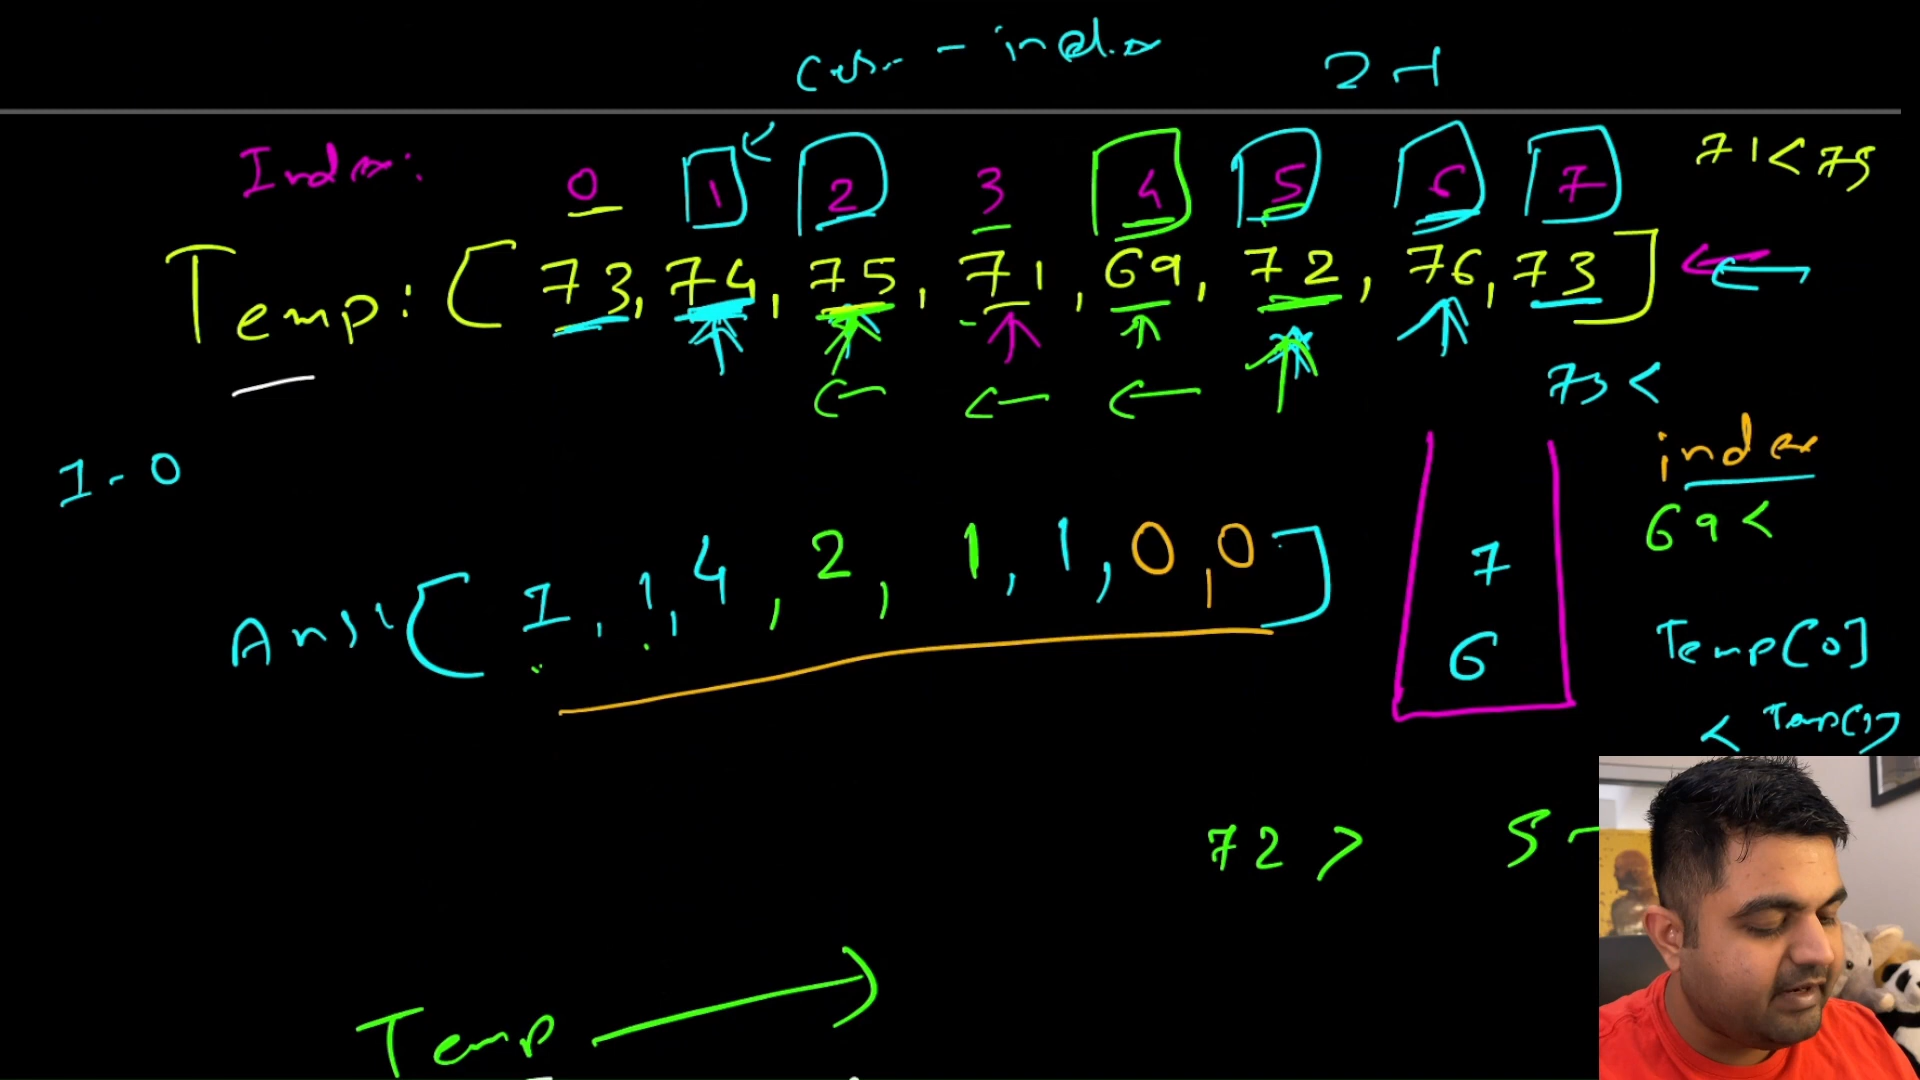 2 -1
Index: 0 1 2 3 4 5 6 7
71 < 75
Temp: [73, 74, 75, 71, 69, 72, 76, 73]
73 <
1 - 0
index
69 <
Ans: [1, 1, 4, 2, 1, 1, 0, 0]
7
6
Temp[0]
< Temp[1]
72 > 5 -
Temp